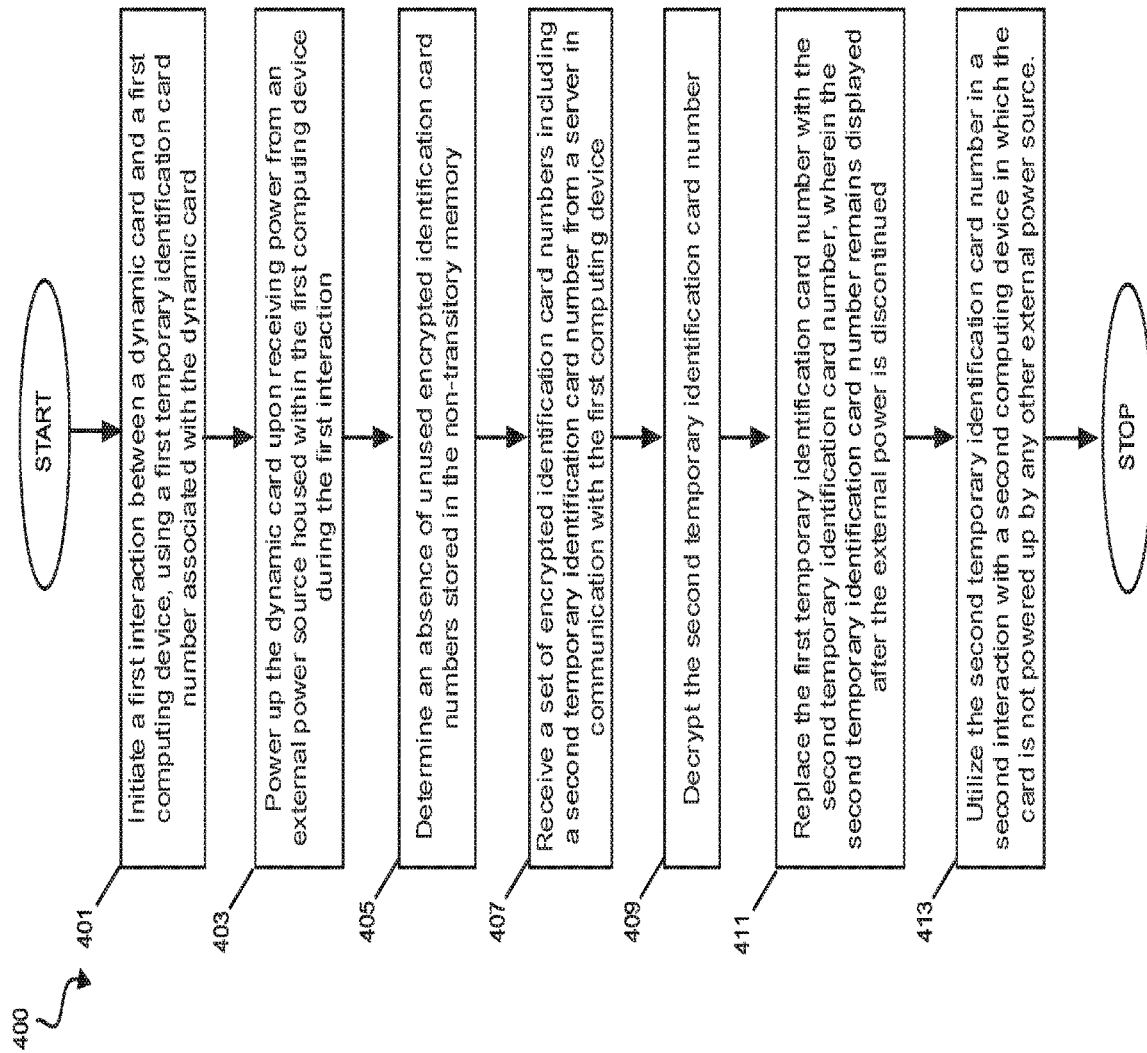 400
START
401
Initiate a first interaction between a dynamic card and a first
computing device, using a first temporary identification card
number associated with the dynamic card
403
Power up the dynamic card upon receiving power from an
external power source housed within the first computing device
during the first interaction
405
Determine an absence of unused encrypted identification card
numbers stored in the non-transitory memory
407
Receive a set of encrypted identification card numbers including
a second temporary identification card number from a server in
communication with the first computing device
409
Decrypt the second temporary identification card number
411
Replace the first temporary identification card number with the
second temporary identification card number, wherein the
second temporary identification card number remains displayed
after the external power is discontinued
413
Utilize the second temporary identification card number in a
second interaction with a second computing device in which the
card is not powered up by any other external power source.
STOP